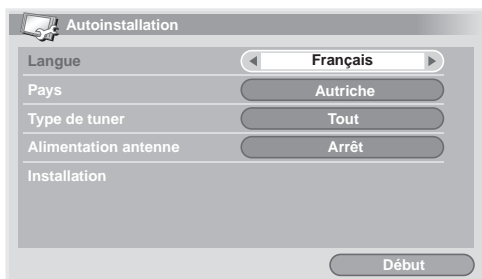 Autoinstallation
Langue Français
Pays Autriche
Type de tuner Tout
Alimentation antenne Arrêt
Installation
Début